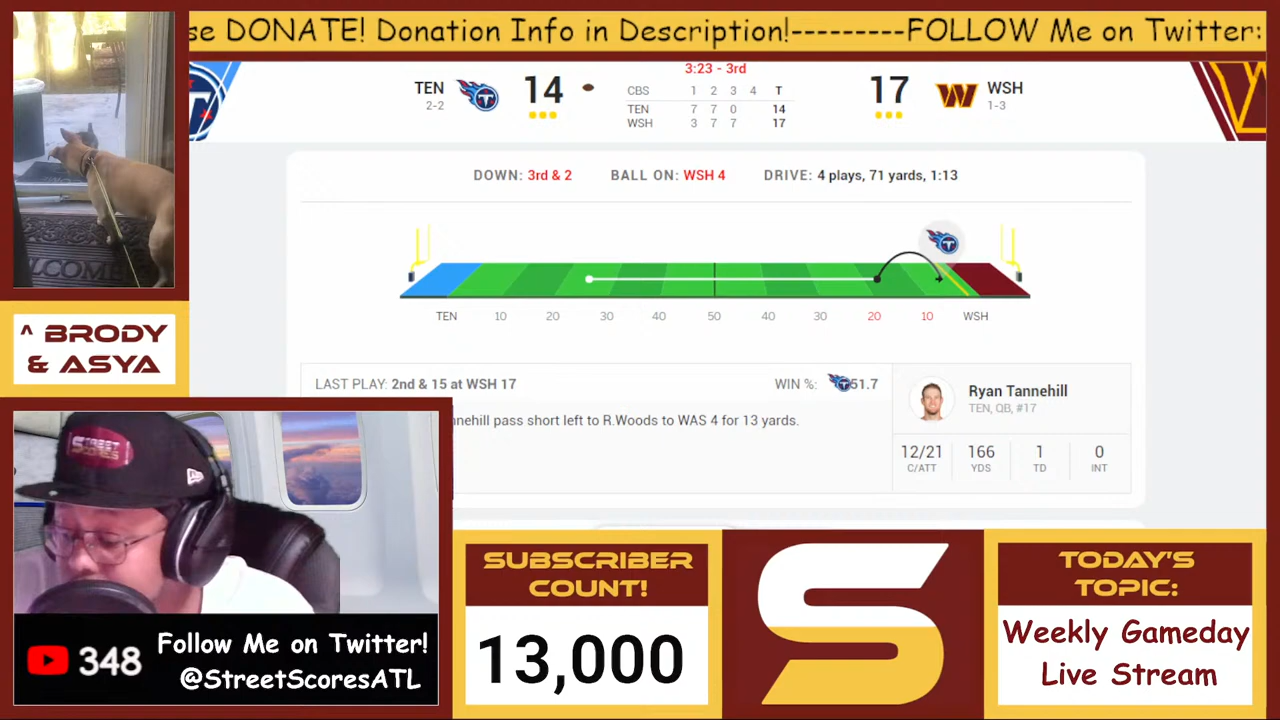 se DONATE! Donation Info in Description!---------FOLLOW Me on Twitter:
TEN
2-2
14
3:23 - 3rd
CBS 1 2 3 4 T
TEN 7 7 0 14
WSH 3 7 7 17
17
WSH
1-3
DOWN: 3rd & 2
BALL ON: WSH 4
DRIVE: 4 plays, 71 yards, 1:13
TEN 10 20 30 40 50 40 30 20 10 WSH
LAST PLAY: 2nd & 15 at WSH 17
WIN %: 51.7
nnehill pass short left to R.Woods to WAS 4 for 13 yards.
Ryan Tannehill
TEN, QB, #17
12/21 166 1 0
C/ATT YDS TD INT
WELCOME
^ BRODY
& ASYA
STREET
SCORES
348
Follow Me on Twitter!
@StreetScoresATL
SUBSCRIBER
COUNT!
13,000
S
TODAY'S
TOPIC:
Weekly Gameday
Live Stream